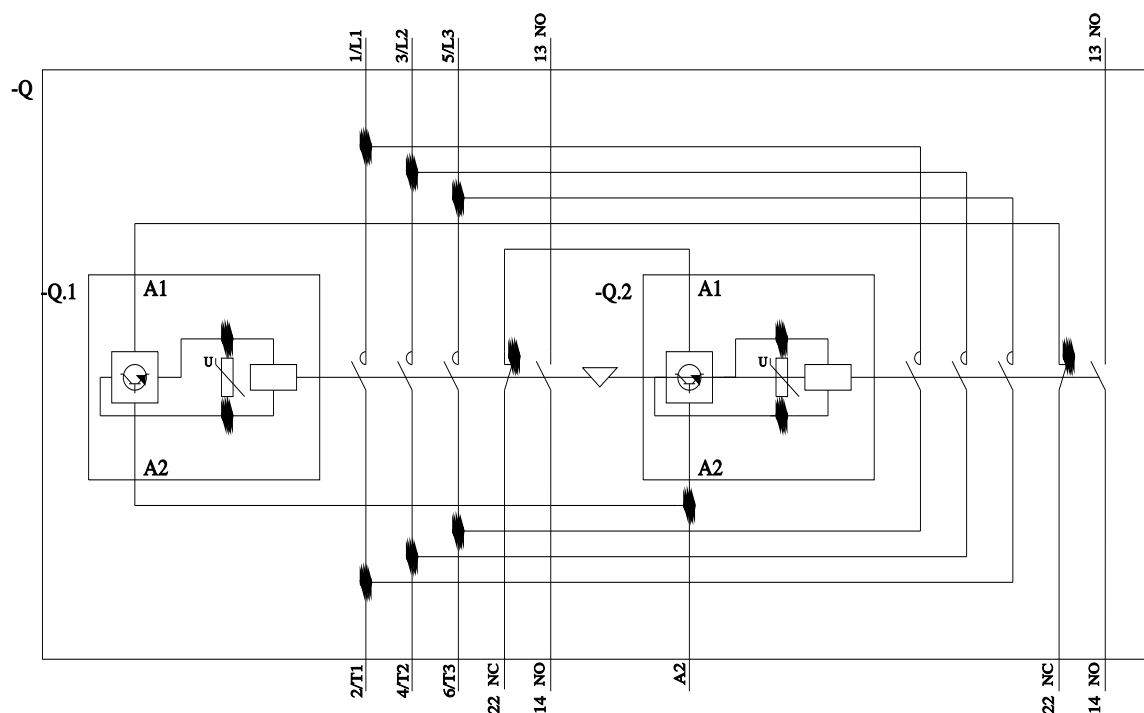 1/L1
3/L2
5/L3
13 NO
13 NO
-Q
-Q.1
A1
-Q.2
A1
U
U
A2
A2
2/T1
4/T2
6/T3
22 NC
14 NO
A2
22 NC
14 NO